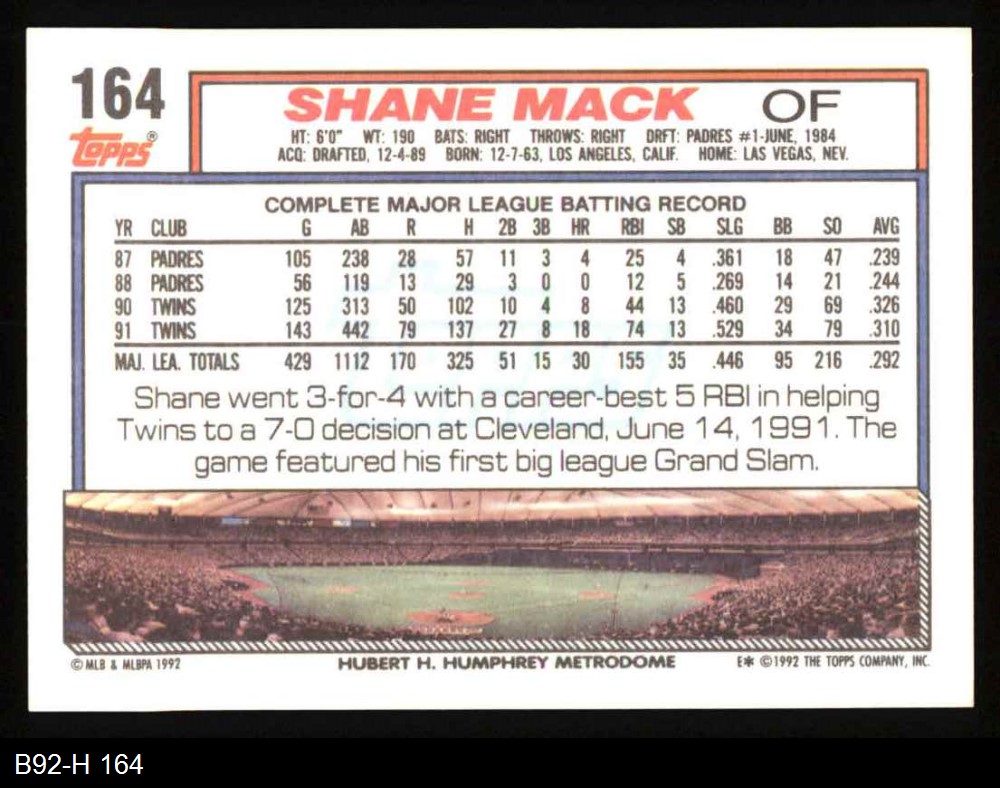 164
Topps®
SHANE MACK OF
HT: 6'0" WT: 190 BATS: RIGHT THROWS: RIGHT DRFT: PADRES #1-JUNE, 1984
ACQ: DRAFTED, 12-4-89 BORN: 12-7-63, LOS ANGELES, CALIF. HOME: LAS VEGAS, NEV.
COMPLETE MAJOR LEAGUE BATTING RECORD
YR CLUB G AB R H 2B 3B HR RBI SB SLG BB SO AVG
87 PADRES 105 238 28 57 11 3 4 25 4 .361 18 47 .239
88 PADRES 56 119 13 29 3 0 0 12 5 .269 14 21 .244
90 TWINS 125 313 50 102 10 4 8 44 13 .460 29 69 .326
91 TWINS 143 442 79 137 27 8 18 74 13 .529 34 79 .310
MAJ. LEA. TOTALS 429 1112 170 325 51 15 30 155 35 .446 95 216 .292
Shane went 3-for-4 with a career-best 5 RBI in helping
Twins to a 7-0 decision at Cleveland, June 14, 1991. The
game featured his first big league Grand Slam.
© MLB & MLBPA 1992 HUBERT H. HUMPHREY METRODOME E* ©1992 THE TOPPS COMPANY, INC.
B92-H 164